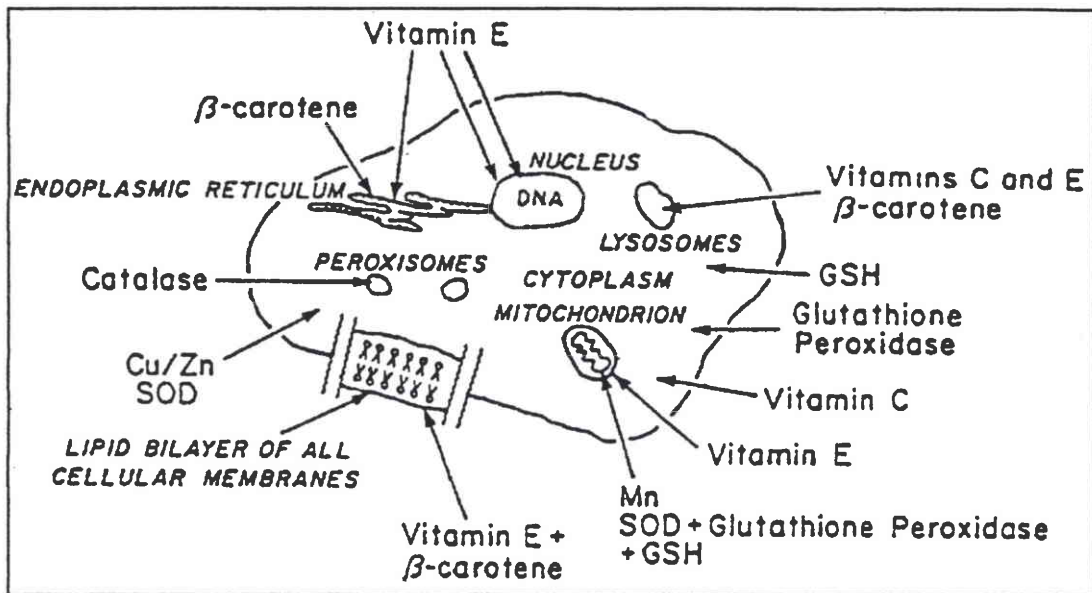 Vitamin E
β-carotene
NUCLEUS
ENDOPLASMIC RETICULUM
DNA
Vitamins C and E
β-carotene
LYSOSOMES
PEROXISOMES
CYTOPLASM
Catalase
GSH
MITOCHONDRION
Glutathione
Peroxidase
Cu/Zn
SOD
Vitamin C
LIPID BILAYER OF ALL
CELLULAR MEMBRANES
Vitamin E
Mn
SOD + Glutathione Peroxidase
+ GSH
Vitamin E +
β-carotene